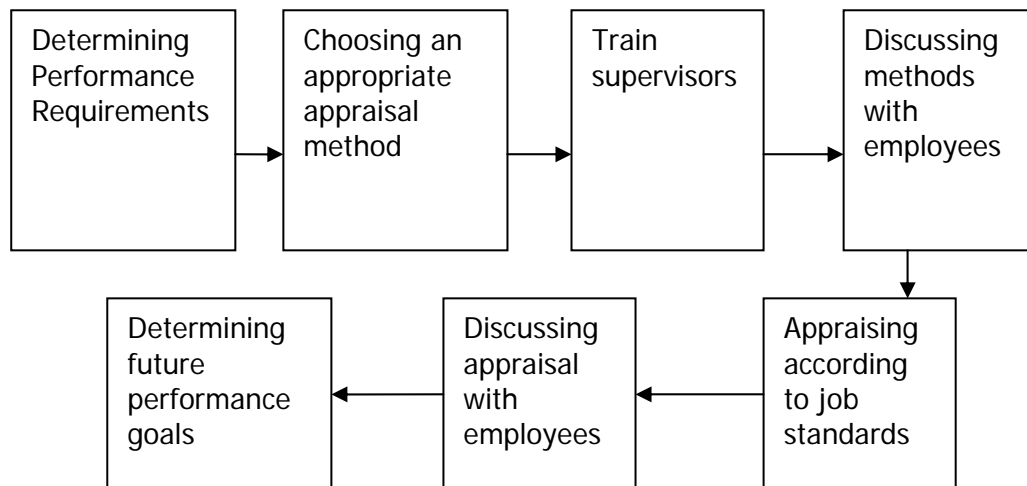 Determining
Performance
Requirements
Choosing an
appropriate
appraisal
method
Train
supervisors
Discussing
methods
with
employees
Appraising
according
to job
standards
Discussing
appraisal
with
employees
Determining
future
performance
goals